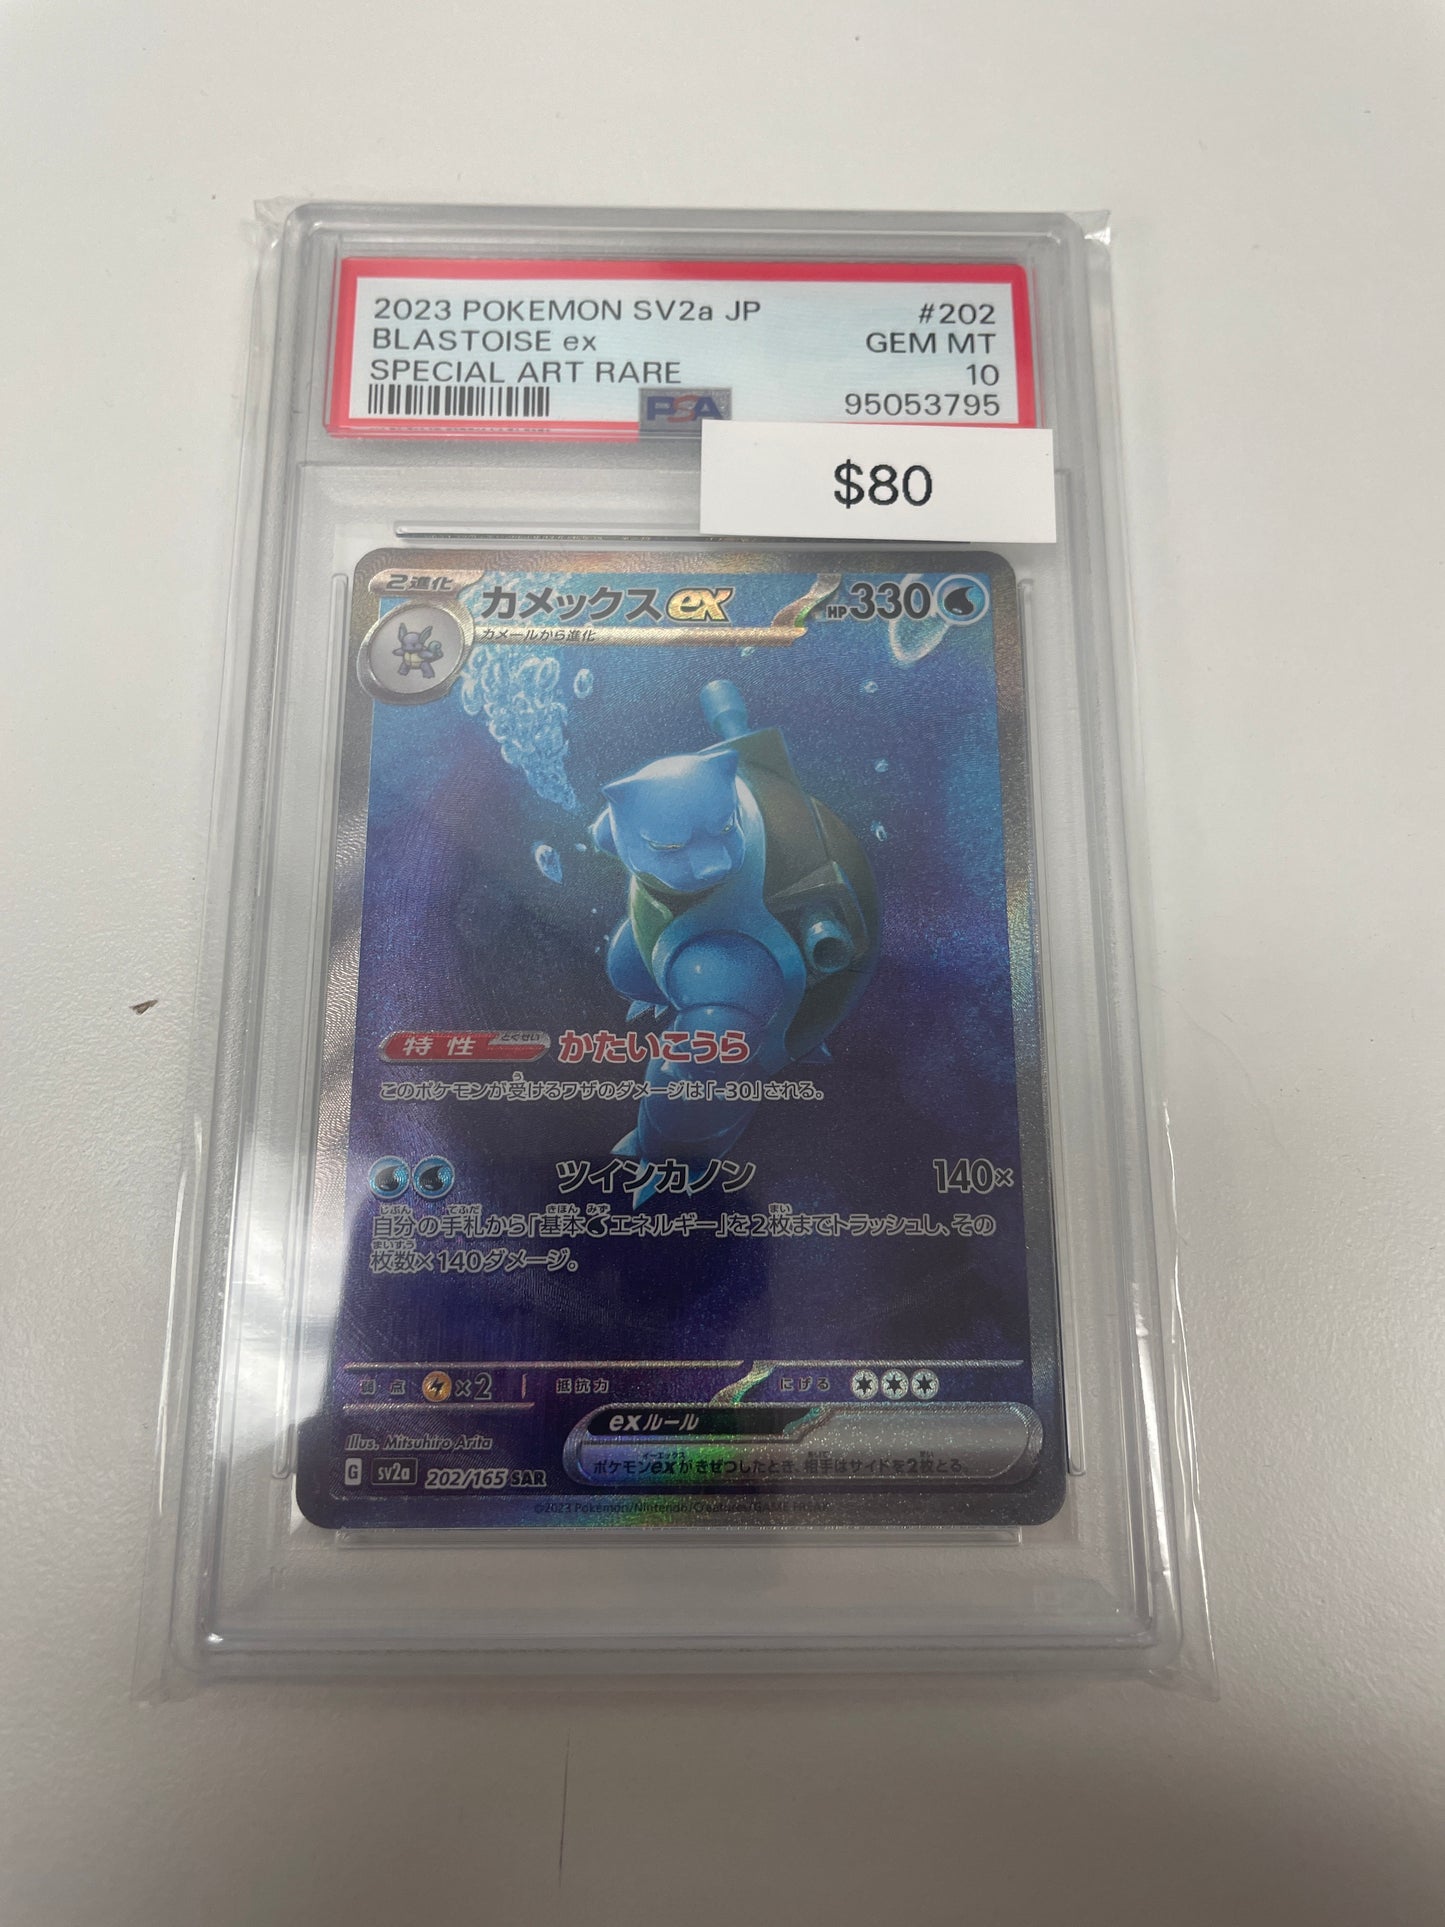 2023 POKEMON SV2a JP #202
BLASTOISE ex GEM MT
SPECIAL ART RARE 10
PSA 95053795
$80
2進化 カメックスex HP330
カメールから進化
特性 とくせい かたいこうら
このポケモンが受けるワザのダメージは「-30」される。
ツインカノン 140×
自分の手札から「基本エネルギー」を2枚までトラッシュし、その
枚数×140ダメージ。
弱点 ×2 抵抗力 にげる
exルール
ポケモンexがきぜつしたとき、相手はサイドを2枚とる。
Illus. Mitsuhiro Arita
G sv2a 202/165 SAR
©2023 Pokémon/Nintendo/Creatures/GAME FREAK